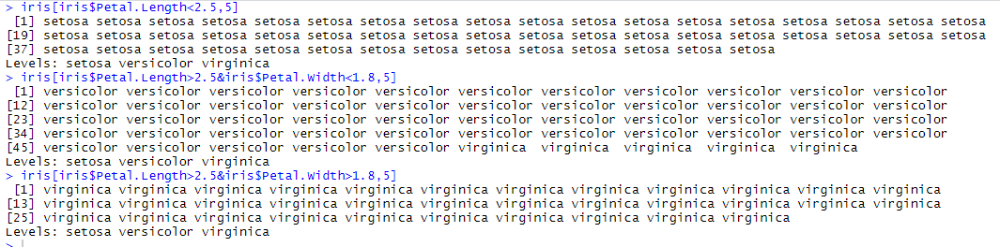 > iris[iris$Petal.Length<2.5,5]
 [1] setosa setosa setosa setosa setosa setosa setosa setosa setosa setosa setosa setosa setosa setosa setosa setosa setosa setosa
[19] setosa setosa setosa setosa setosa setosa setosa setosa setosa setosa setosa setosa setosa setosa setosa setosa setosa setosa
[37] setosa setosa setosa setosa setosa setosa setosa setosa setosa setosa setosa setosa setosa setosa
Levels: setosa versicolor virginica
> iris[iris$Petal.Length>2.5&iris$Petal.Width<1.8,5]
 [1] versicolor versicolor versicolor versicolor versicolor versicolor versicolor versicolor versicolor versicolor versicolor
[12] versicolor versicolor versicolor versicolor versicolor versicolor versicolor versicolor versicolor versicolor versicolor
[23] versicolor versicolor versicolor versicolor versicolor versicolor versicolor versicolor versicolor versicolor versicolor
[34] versicolor versicolor versicolor versicolor versicolor versicolor versicolor versicolor versicolor versicolor versicolor
[45] versicolor versicolor versicolor versicolor versicolor virginica  virginica  virginica  virginica  virginica
Levels: setosa versicolor virginica
> iris[iris$Petal.Length>2.5&iris$Petal.Width>1.8,5]
 [1] virginica virginica virginica virginica virginica virginica virginica virginica virginica virginica virginica virginica
[13] virginica virginica virginica virginica virginica virginica virginica virginica virginica virginica virginica virginica
[25] virginica virginica virginica virginica virginica virginica virginica virginica virginica virginica
Levels: setosa versicolor virginica
>